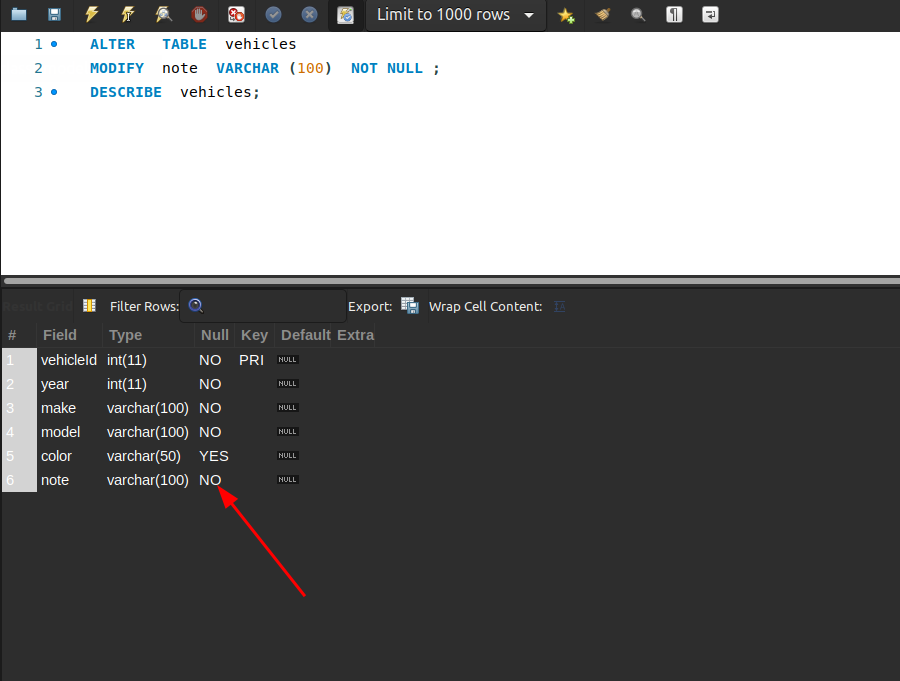 Limit to 1000 rows
1 ALTER TABLE vehicles
2 MODIFY note VARCHAR (100) NOT NULL ;
3 DESCRIBE vehicles;
Result Grid Filter Rows: Export: Wrap Cell Content:
# Field Type Null Key Default Extra
1 vehicleId int(11) NO PRI NULL
2 year int(11) NO NULL
3 make varchar(100) NO NULL
4 model varchar(100) NO NULL
5 color varchar(50) YES NULL
6 note varchar(100) NO NULL